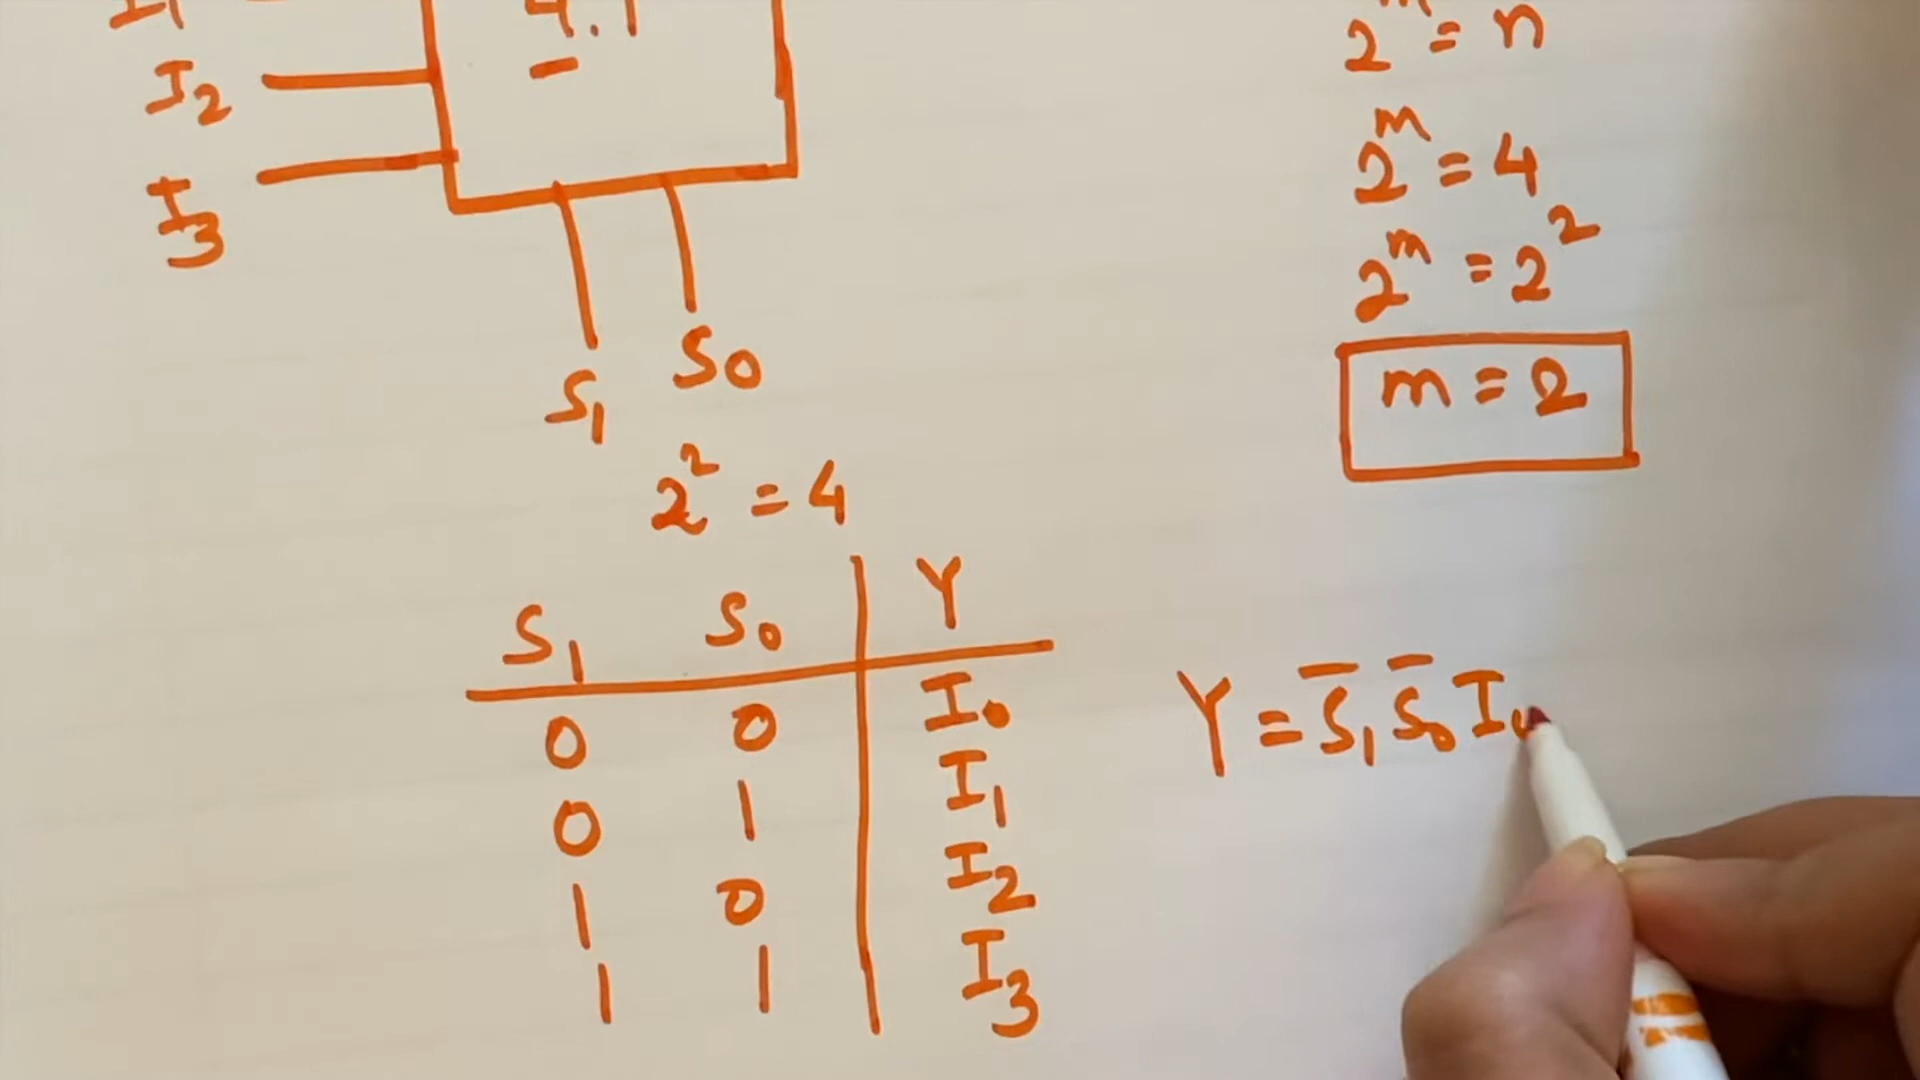 I₁
4:1
I₂
I₃
S₁ S₀
2² = 4
2ᵐ = n
2ᵐ = 4
2ᵐ = 2²
m = 2
S₁ S₀ Y
0 0 I₀
0 1 I₁
1 0 I₂
1 1 I₃
Y = S̅₁ S̅₀ I₀